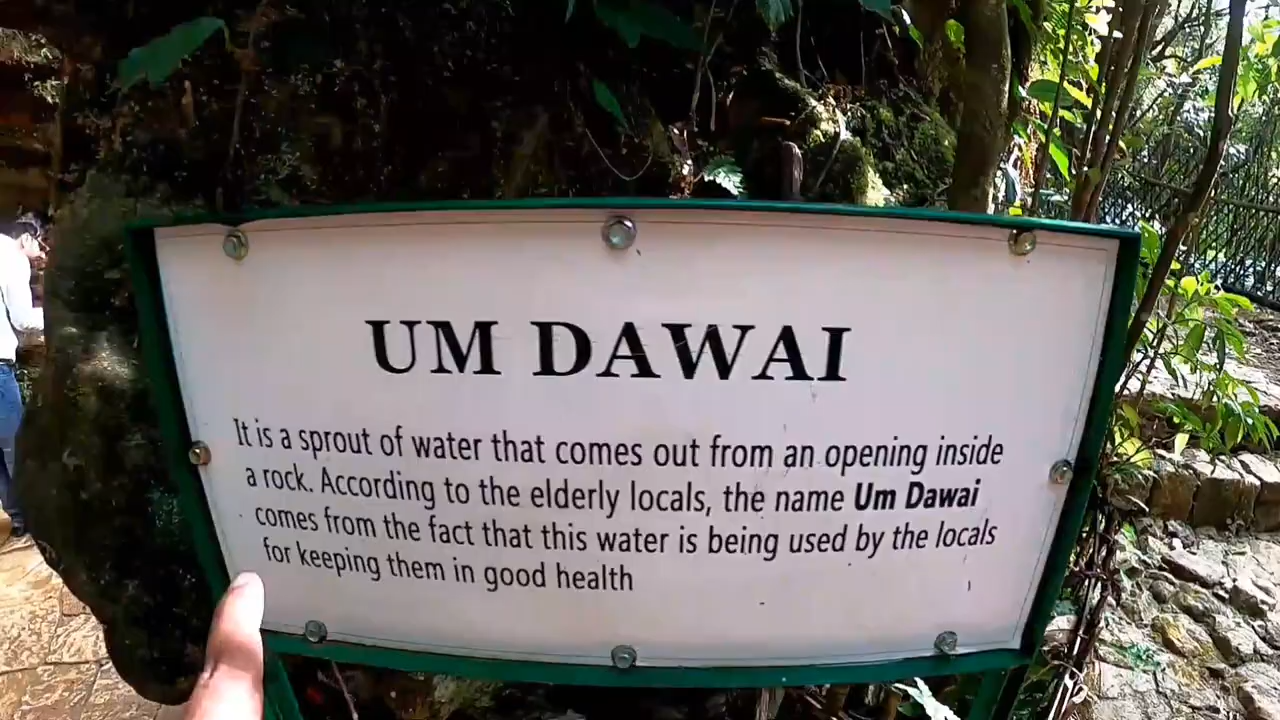 UM DAWAI
It is a sprout of water that comes out from an opening inside
a rock. According to the elderly locals, the name Um Dawai
comes from the fact that this water is being used by the locals
for keeping them in good health